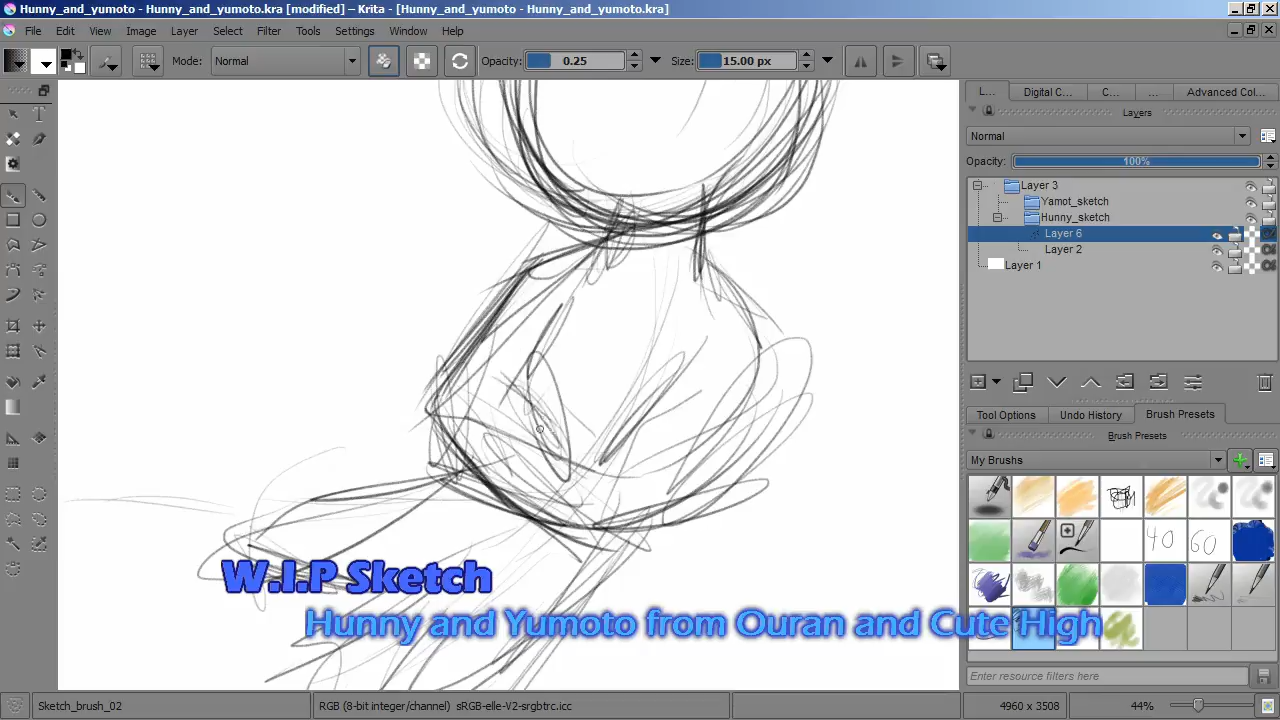 Hunny_and_yumoto - Hunny_and_yumoto.kra [modified] – Krita - [Hunny_and_yumoto - Hunny_and_yumoto.kra]
File Edit View Image Layer Select Filter Tools Settings Window Help
Mode: Normal Opacity: 0.25 Size: 15.00 px
L... Digital C... C... ... Advanced Col...
Layers
Normal
Opacity: 100%
Layer 3
Yamot_sketch
Hunny_sketch
Layer 6
Layer 2
Layer 1
Tool Options Undo History Brush Presets
Brush Presets
My Brushes
40 60
W.I.P Sketch
Hunny and Yumoto from Ouran and Cute High
Enter resource filters here
Sketch_brush_02 RGB (8-bit integer/channel) sRGB-elle-V2-srgbtrc.icc 4960 x 3508 44%